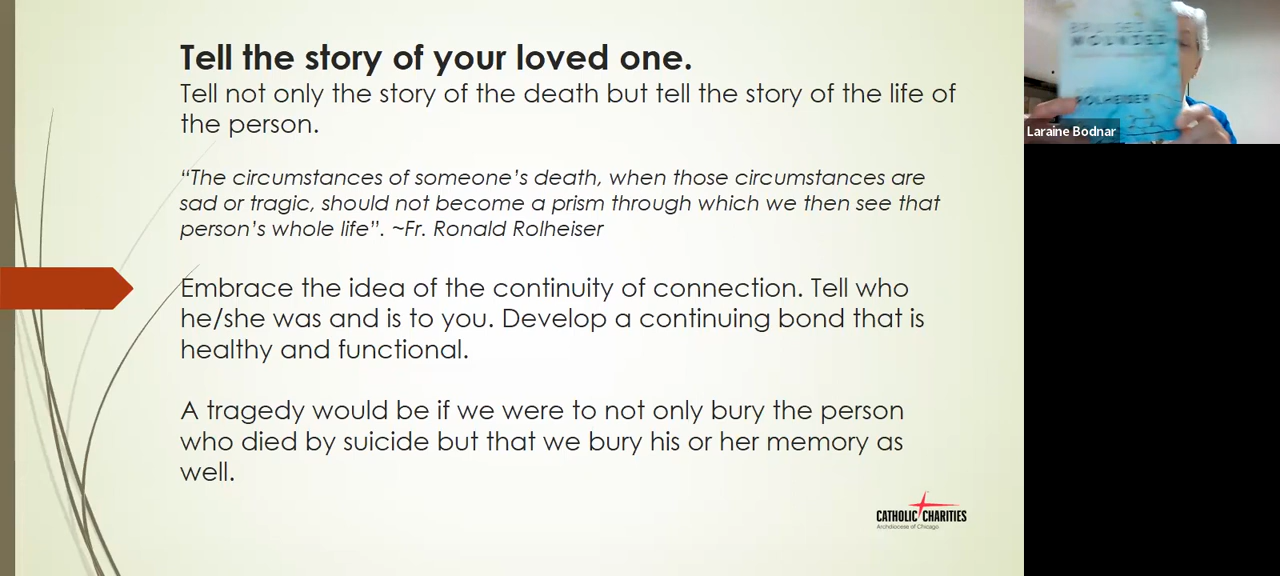 Tell the story of your loved one.
Tell not only the story of the death but tell the story of the life of
the person.
“The circumstances of someone’s death, when those circumstances are
sad or tragic, should not become a prism through which we then see that
person’s whole life”. ~Fr. Ronald Rolheiser
Embrace the idea of the continuity of connection. Tell who
he/she was and is to you. Develop a continuing bond that is
healthy and functional.
A tragedy would be if we were to not only bury the person
who died by suicide but that we bury his or her memory as
well.
CATHOLIC CHARITIES
Archdiocese of Chicago
BRUISED &
WOUNDED
ROLHEISER
Laraine Bodnar